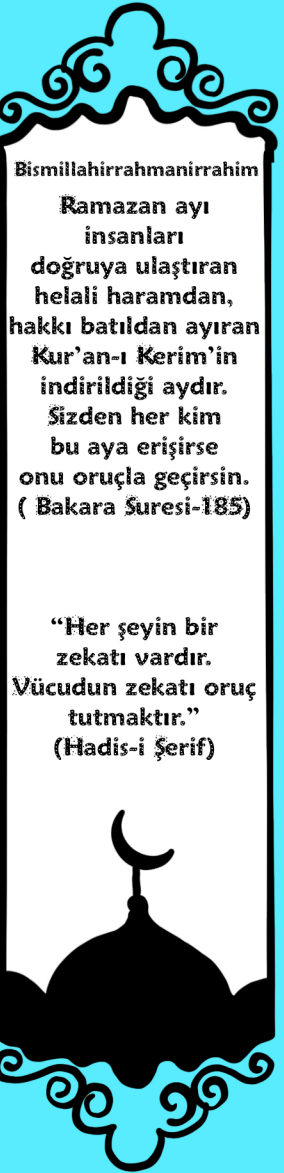 Bismillahirrahmanirrahim
Ramazan ayı
insanları
doğruya ulaştıran
helali haramdan,
hakkı batıldan ayıran
Kur'an-ı Kerim'in
indirildiği aydır.
Sizden her kim
bu aya erişirse
onu oruçla geçirsin.
( Bakara Suresi-185)
“Her şeyin bir
zekatı vardır.
Vücudun zekatı oruç
tutmaktır.”
(Hadis-i Şerif)